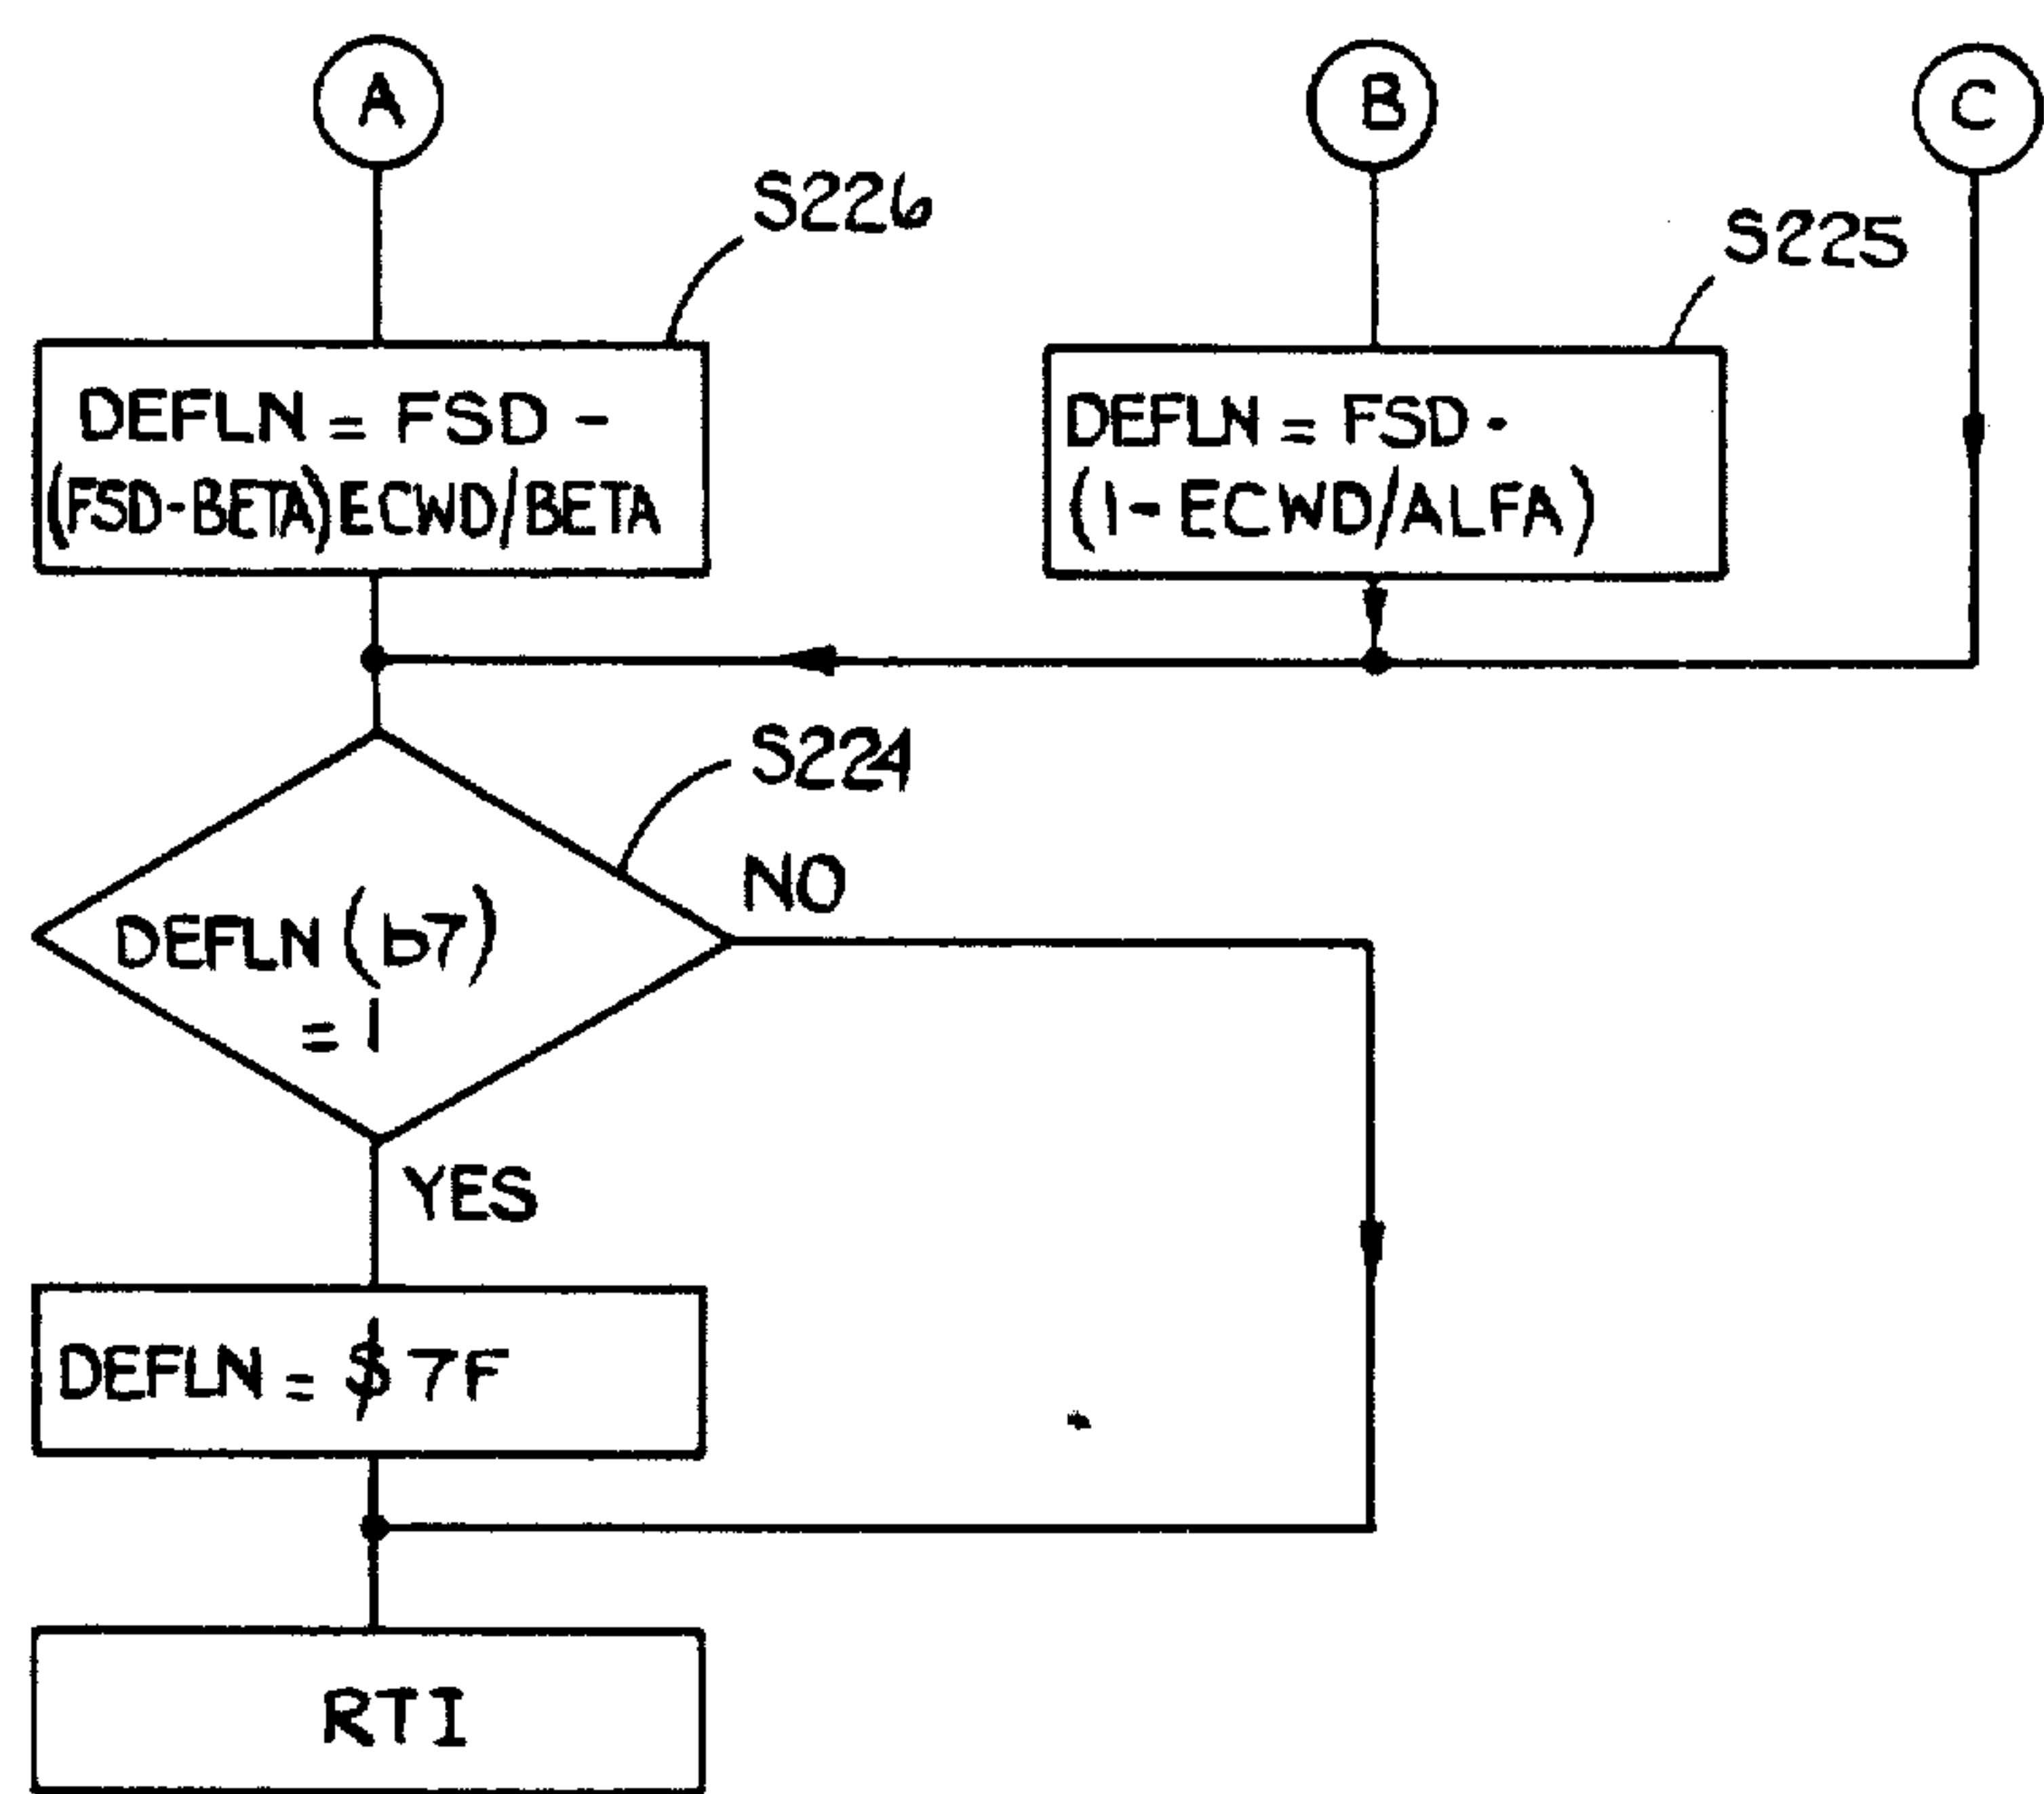 A
B
C
S226
S225
DEFLN = FSD -
(FSD-BETA)ECWD/BETA
DEFLN = FSD·
(1-ECWD/ALFA)
S224
NO
DEFLN (b7)
= 1
YES
DEFLN = $7F
RTI